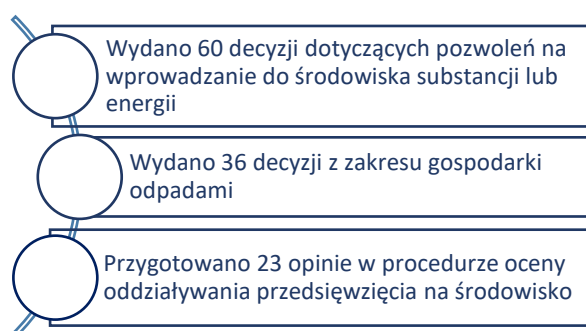 Wydano 60 decyzji dotyczących pozwoleń na
wprowadzanie do środowiska substancji lub
energii
Wydano 36 decyzji z zakresu gospodarki
odpadami
Przygotowano 23 opinie w procedurze oceny
oddziaływania przedsięwzięcia na środowisko